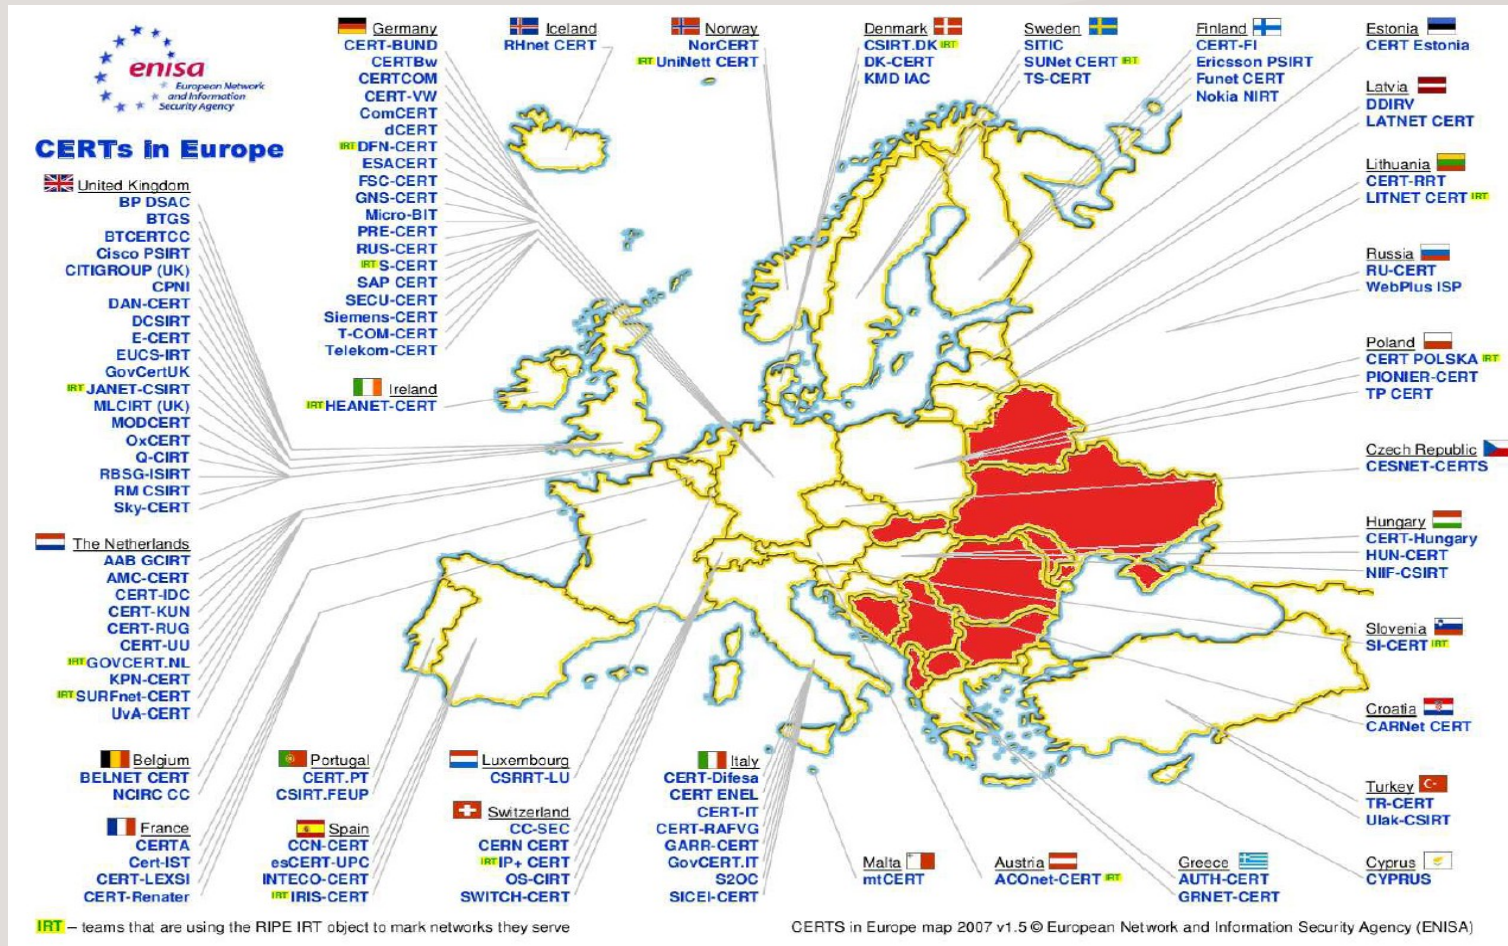 enisa
European Network
and Information
Security Agency
CERTs in Europe
United Kingdom
BP DSAC
BTGS
BTCERTCC
Cisco PSIRT
CITIGROUP (UK)
CPNI
DAN-CERT
DCSIRT
E-CERT
EUCS-IRT
GovCertUK
IRT JANET-CSIRT
MLCIRT (UK)
MODCERT
OxCERT
Q-CIRT
RBSG-ISIRT
RM CSIRT
Sky-CERT
The Netherlands
AAB GCIRT
AMC-CERT
CERT-IDC
CERT-KUN
CERT-RUG
CERT-UU
IRT GOVCERT.NL
KPN-CERT
IRT SURFnet-CERT
UvA-CERT
Belgium
BELNET CERT
NCIRC CC
France
CERTA
Cert-IST
CERT-LEXSI
CERT-Renater
Germany
CERT-BUND
CERTBw
CERTCOM
CERT-VW
ComCERT
dCERT
IRT DFN-CERT
ESACERT
FSC-CERT
GNS-CERT
Micro-BIT
PRE-CERT
RUS-CERT
IRT S-CERT
SAP CERT
SECU-CERT
Siemens-CERT
T-COM-CERT
Telekom-CERT
Ireland
IRT HEANET-CERT
Iceland
RHnet CERT
Norway
NorCERT
IRT UniNett CERT
Denmark
CSIRT.DK IRT
DK-CERT
KMD IAC
Sweden
SITIC
SUNet CERT IRT
TS-CERT
Finland
CERT-FI
Ericsson PSIRT
Funet CERT
Nokia NIRT
Estonia
CERT Estonia
Latvia
DDIRV
LATNET CERT
Lithuania
CERT-RRT
LITNET CERT IRT
Russia
RU-CERT
WebPlus ISP
Poland
CERT POLSKA IRT
PIONIER-CERT
TP CERT
Czech Republic
CESNET-CERTS
Hungary
CERT-Hungary
HUN-CERT
NIIF-CSIRT
Slovenia
SI-CERT IRT
Croatia
CARNet CERT
Turkey
TR-CERT
Ulak-CSIRT
Cyprus
CYPRUS
Portugal
CERT.PT
CSIRT.FEUP
Spain
CCN-CERT
esCERT-UPC
INTECO-CERT
IRT IRIS-CERT
Luxembourg
CSRRT-LU
Switzerland
CC-SEC
CERN CERT
IRT IP+ CERT
OS-CIRT
SWITCH-CERT
Italy
CERT-Difesa
CERT ENEL
CERT-IT
CERT-RAFVG
GARR-CERT
GovCERT.IT
S2OC
SICEI-CERT
Malta
mtCERT
Austria
ACOnet-CERT IRT
Greece
AUTH-CERT
GRNET-CERT
IRT – teams that are using the RIPE IRT object to mark networks they serve
CERTS in Europe map 2007 v1.5 © European Network and Information Security Agency (ENISA)